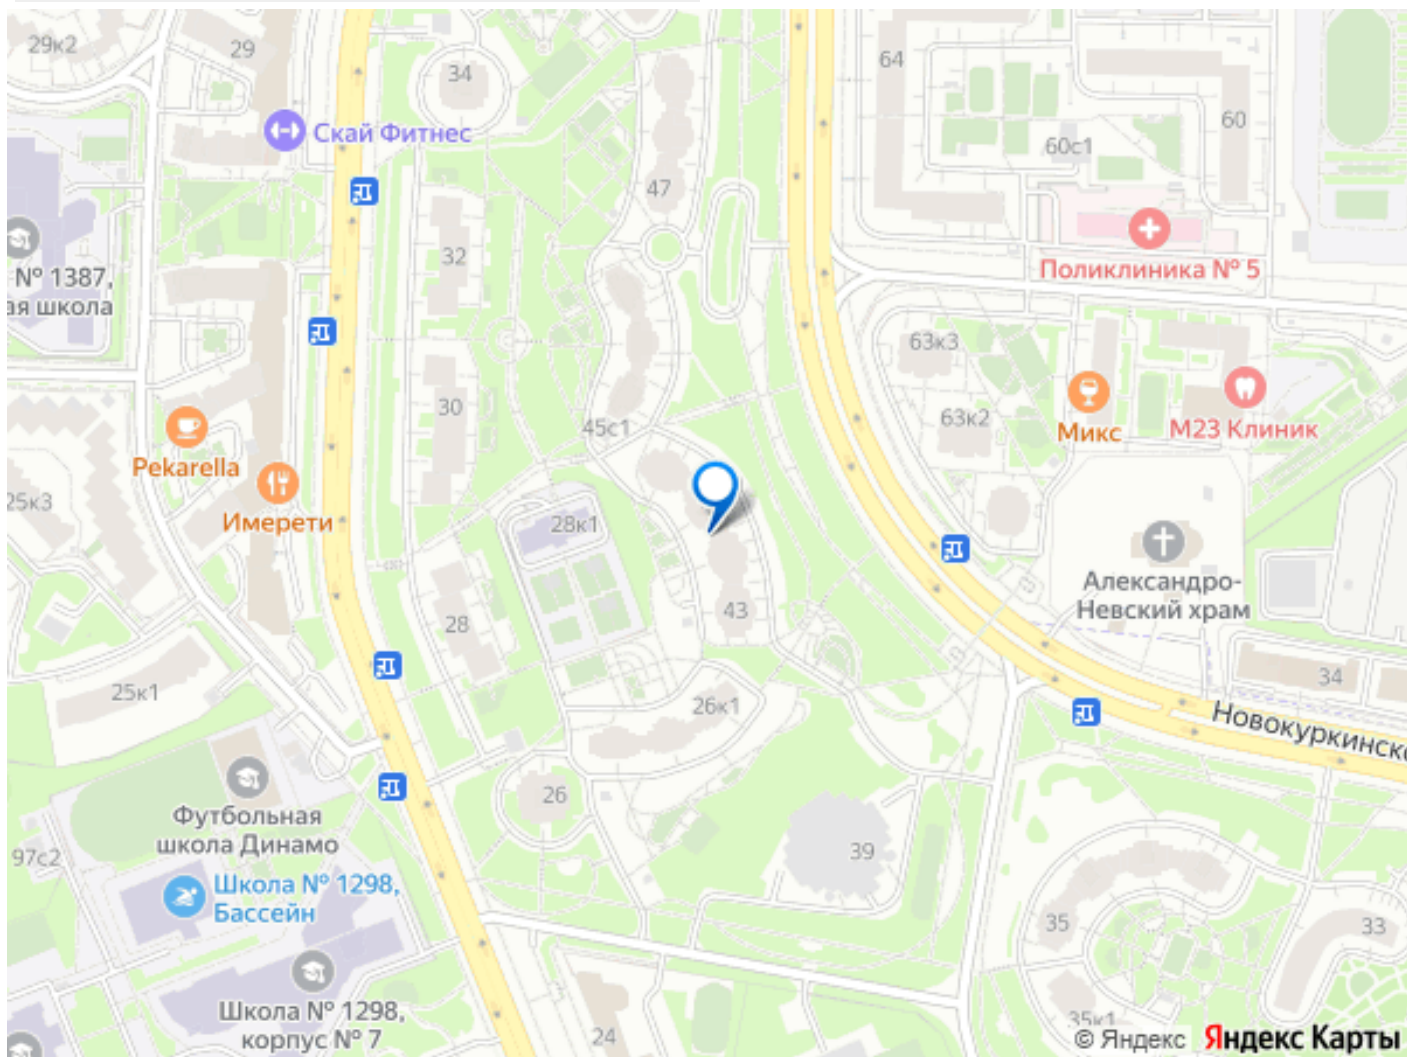 29к2
29
34
64
60
60с1
Скай Фитнес
47
32
Поликлиника № 5
№ 1387,
ая школа
63к3
45с1
30
63к2
Микс
М23 Клиник
Pekarella
25к3
Имерети
28к1
Александро-
Невский храм
43
28
34
25к1
26к1
Новокуркинско
26
Футбольная
школа Динамо
39
97с2
Школа № 1298,
Бассейн
35
33
Школа № 1298,
корпус № 7
24
35к1
© Яндекс Яндекс Карты